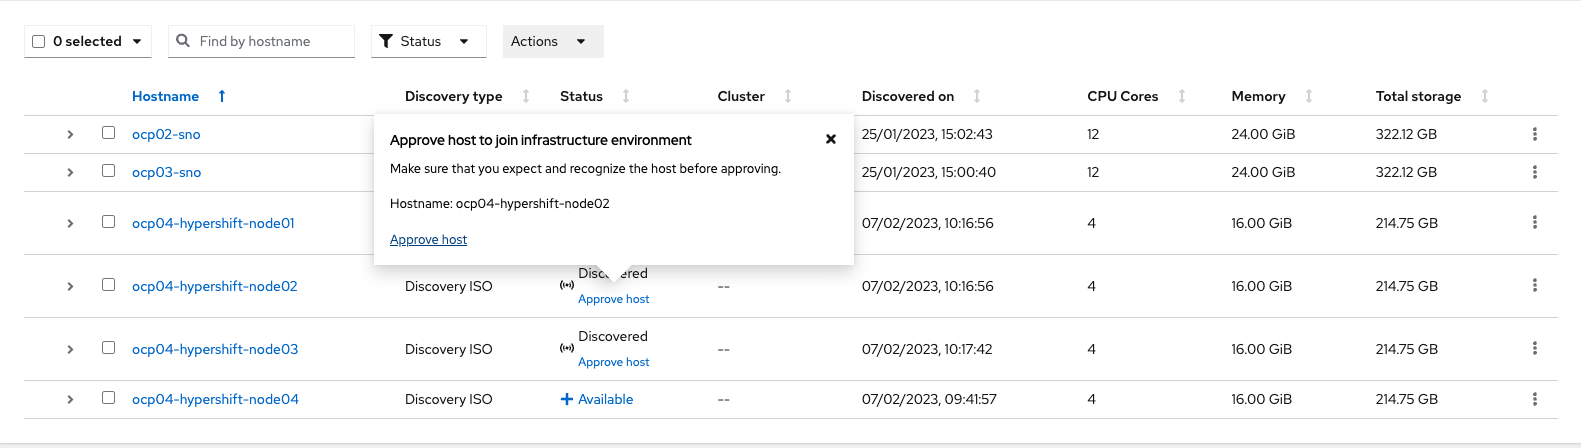 0 selected Find by hostname Status Actions
Hostname Discovery type Status Cluster Discovered on CPU Cores Memory Total storage
ocp02-sno 25/01/2023, 15:02:43 12 24.00 GiB 322.12 GB
ocp03-sno 25/01/2023, 15:00:40 12 24.00 GiB 322.12 GB
Approve host to join infrastructure environment
Make sure that you expect and recognize the host before approving.
Hostname: ocp04-hypershift-node02
Approve host
ocp04-hypershift-node01 07/02/2023, 10:16:56 4 16.00 GiB 214.75 GB
ocp04-hypershift-node02 Discovery ISO -- 07/02/2023, 10:16:56 4 16.00 GiB 214.75 GB
Approve host
Discovered
ocp04-hypershift-node03 Discovery ISO -- 07/02/2023, 10:17:42 4 16.00 GiB 214.75 GB
Approve host
ocp04-hypershift-node04 Discovery ISO Available -- 07/02/2023, 09:41:57 4 16.00 GiB 214.75 GB